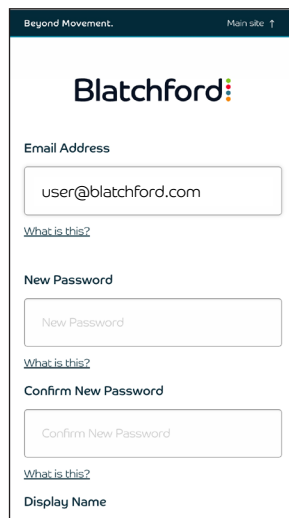 Beyond Movement.
Main site ↑
Blatchford
Email Address
user@blatchford.com
What is this?
New Password
New Password
What is this?
Confirm New Password
Confirm New Password
What is this?
Display Name